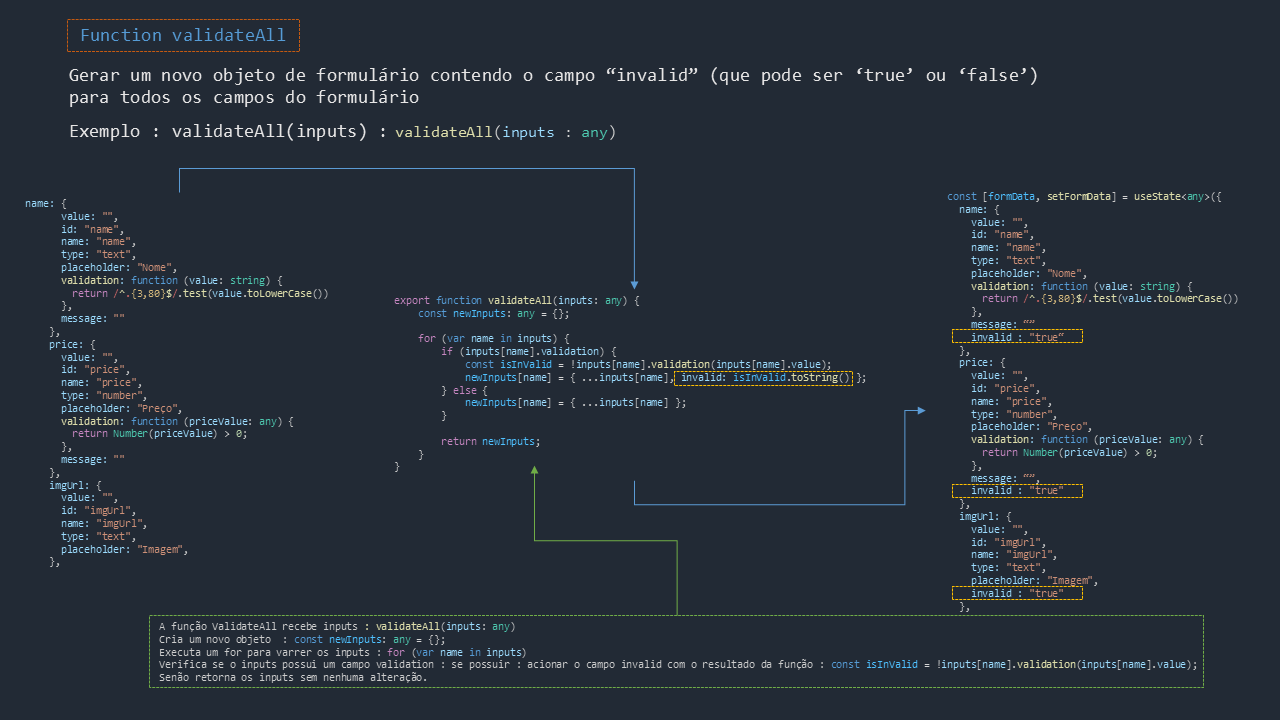 Function validateAll
Gerar um novo objeto de formulário contendo o campo “invalid” (que pode ser ‘true’ ou ‘false’)
para todos os campos do formulário
Exemplo : validateAll(inputs) : validateAll(inputs : any)
name: {
value: "",
id: "name",
name: "name",
type: "text",
placeholder: "Nome",
validation: function (value: string) {
return /^.{3,80}$/.test(value.toLowerCase())
},
message: ""
},
price: {
value: "",
id: "price",
name: "price",
type: "number",
placeholder: "Preço",
validation: function (priceValue: any) {
return Number(priceValue) > 0;
},
message: ""
},
imgUrl: {
value: "",
id: "imgUrl",
name: "imgUrl",
type: "text",
placeholder: "Imagem",
},
export function validateAll(inputs: any) {
const newInputs: any = {};
for (var name in inputs) {
if (inputs[name].validation) {
const isInValid = !inputs[name].validation(inputs[name].value);
newInputs[name] = { ...inputs[name], invalid: isInValid.toString() };
} else {
newInputs[name] = { ...inputs[name] };
}
return newInputs;
}
}
const [formData, setFormData] = useState<any>({
name: {
value: "",
id: "name",
name: "name",
type: "text",
placeholder: "Nome",
validation: function (value: string) {
return /^.{3,80}$/.test(value.toLowerCase())
},
message: “”
invalid : "true“
},
price: {
value: "",
id: "price",
name: "price",
type: "number",
placeholder: "Preço",
validation: function (priceValue: any) {
return Number(priceValue) > 0;
},
message: “”,
invalid : "true"
},
imgUrl: {
value: "",
id: "imgUrl",
name: "imgUrl",
type: "text",
placeholder: "Imagem",
invalid : "true"
},
A função ValidateAll recebe inputs : validateAll(inputs: any)
Cria um novo objeto : const newInputs: any = {};
Executa um for para varrer os inputs : for (var name in inputs)
Verifica se o inputs possui um campo validation : se possuir : acionar o campo invalid com o resultado da função : const isInValid = !inputs[name].validation(inputs[name].value);
Senão retorna os inputs sem nenhuma alteração.